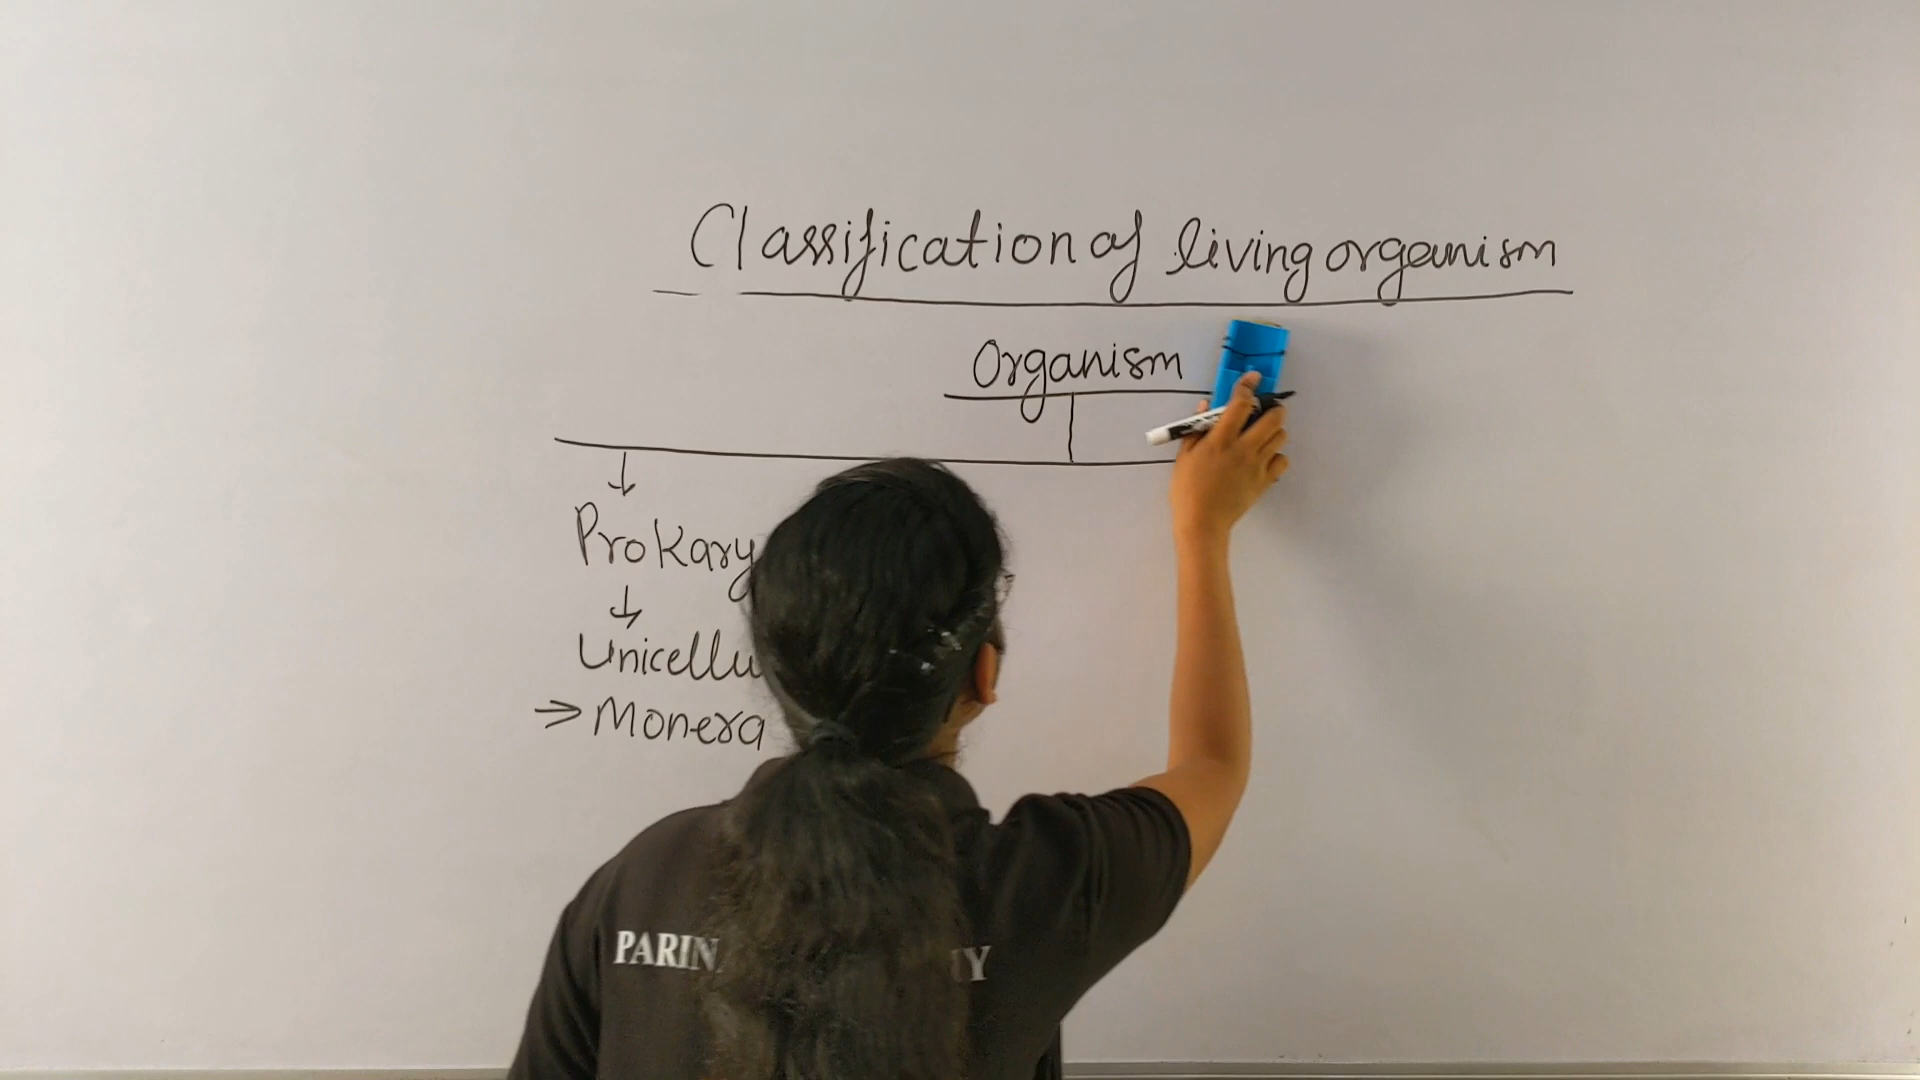 Classification of living organism
Organism
Prokary
Unicellu
⇒ Monera
PARIN